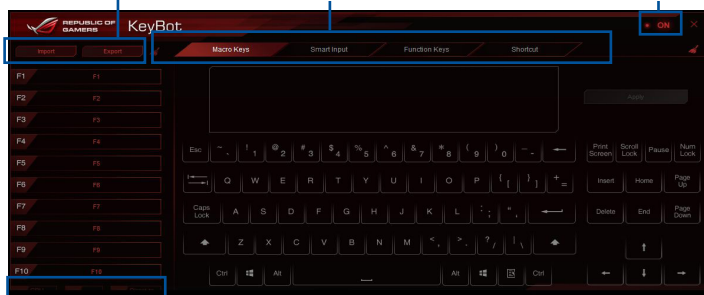 REPUBLIC OF
GAMERS
KeyBot
ON
Import Export
Macro Keys Smart Input Function Keys Shortcut
F1 F1
F2 F2
F3 F3
F4 F4
F5 F5
F6 F6
F7 F7
F8 F8
F9 F9
F10 F10
Apply
Esc ~ ` ! 1 @ 2 # 3 $ 4 % 5 ^ 6 & 7 * 8 ( 9 ) 0 _ -
Print Screen Scroll Lock Pause Num Lock
Q W E R T Y U I O P { [ } ] + =
Insert Home Page Up
Caps Lock A S D F G H J K L : ; " '
Delete End Page Down
Z X C V B N M < , > . ? / | \
Ctrl Alt Alt Ctrl